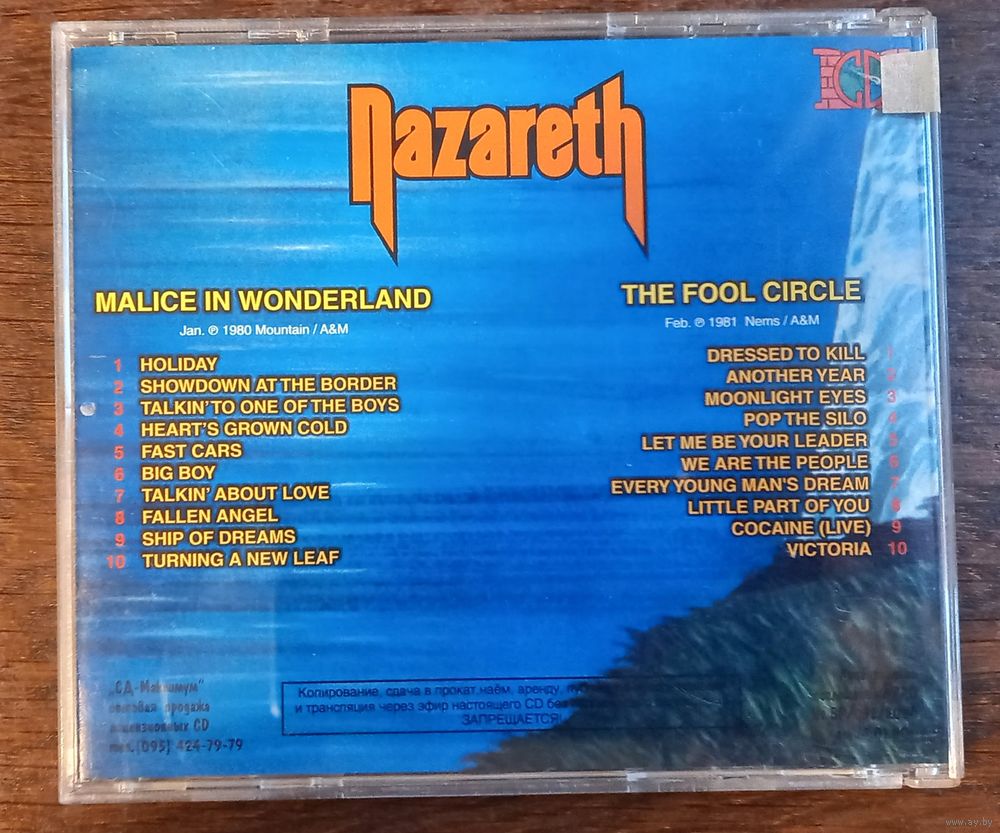 Nazareth
MALICE IN WONDERLAND
Jan. ℗ 1980 Mountain / A&M
1 HOLIDAY
2 SHOWDOWN AT THE BORDER
3 TALKIN' TO ONE OF THE BOYS
4 HEART'S GROWN COLD
5 FAST CARS
6 BIG BOY
7 TALKIN' ABOUT LOVE
8 FALLEN ANGEL
9 SHIP OF DREAMS
10 TURNING A NEW LEAF
THE FOOL CIRCLE
Feb. ℗ 1981 Nems / A&M
DRESSED TO KILL 1
ANOTHER YEAR 2
MOONLIGHT EYES 3
POP THE SILO 4
LET ME BE YOUR LEADER 5
WE ARE THE PEOPLE 6
EVERY YOUNG MAN'S DREAM 7
LITTLE PART OF YOU 8
COCAINE (LIVE) 9
VICTORIA 10
"СД-Максимум"
оптовая продажа
лицензионных CD
тел.(095) 424-79-79
Копирование, сдача в прокат, наём, аренду,
и трансляция через эфир настоящего CD без
ЗАПРЕЩАЕТСЯ!
www.ay.by